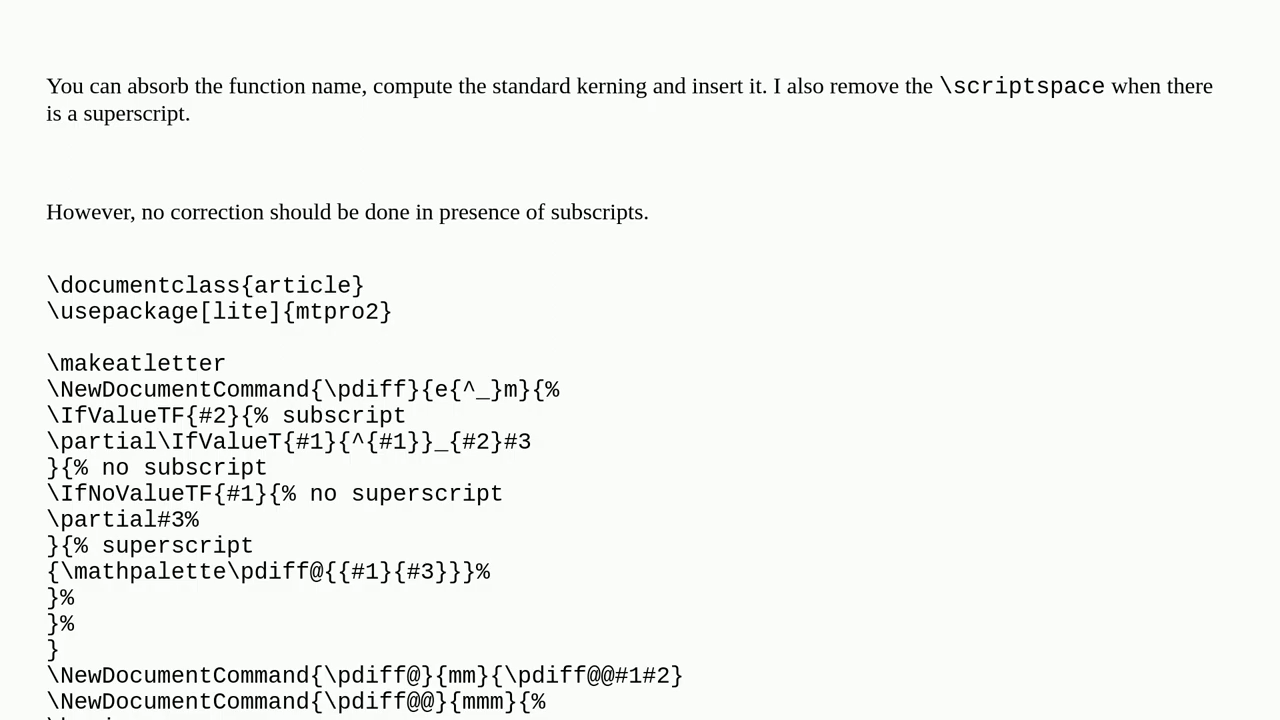 You can absorb the function name, compute the standard kerning and insert it. I also remove the \scriptspace when there
is a superscript.
However, no correction should be done in presence of subscripts.
\documentclass{article}
\usepackage[lite]{mtpro2}
\makeatletter
\NewDocumentCommand{\pdiff}{e{^_}m}{%
\IfValueTF{#2}{% subscript
\partial\IfValueT{#1}{^{#1}}_{#2}#3
}{% no subscript
\IfNoValueTF{#1}{% no superscript
\partial#3%
}{% superscript
{\mathpalette\pdiff@{{#1}{#3}}}%
}%
}%
}
\NewDocumentCommand{\pdiff@}{mm}{\pdiff@@#1#2}
\NewDocumentCommand{\pdiff@@}{mmm}{%